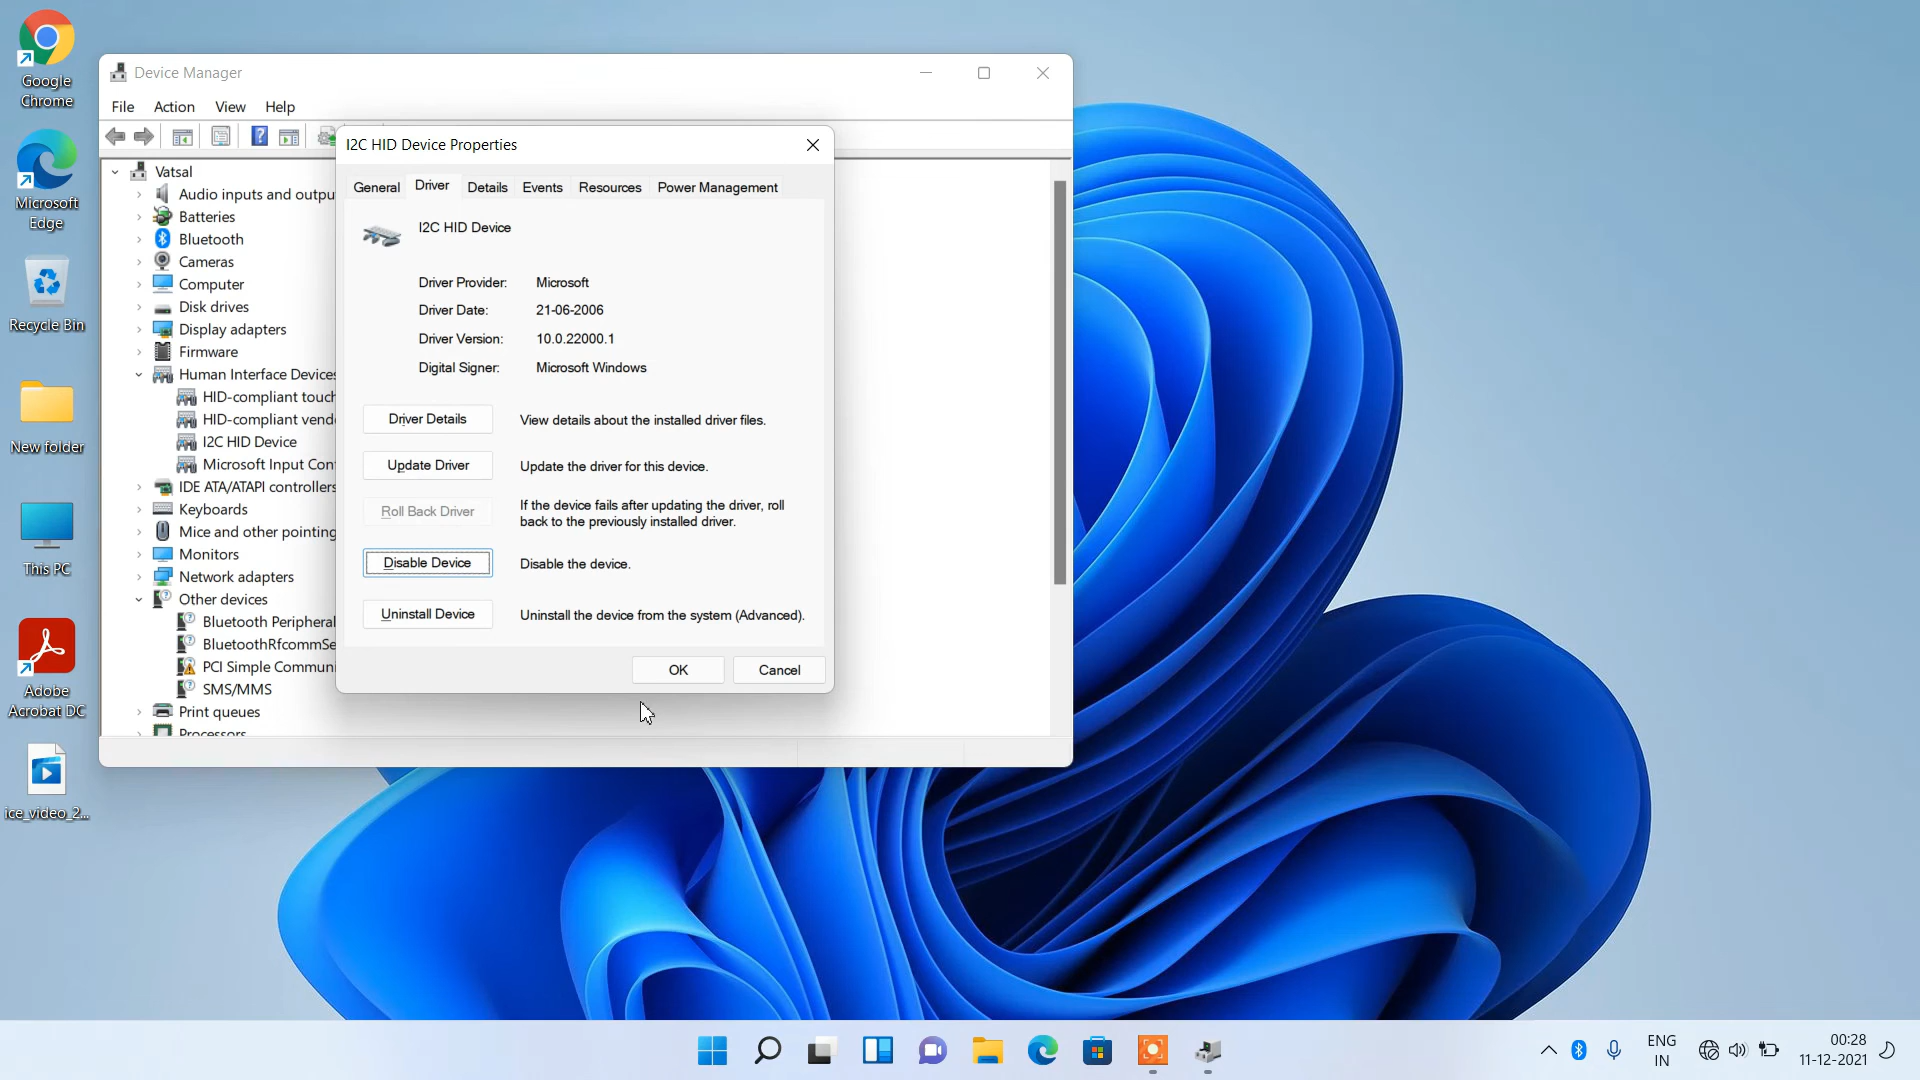 Google
Chrome
Microsoft
Edge
Recycle Bin
New folder
This PC
Adobe
Acrobat DC
ice_video_2...
Device Manager
File Action View Help
Vatsal
Audio inputs and outpu
Batteries
Bluetooth
Cameras
Computer
Disk drives
Display adapters
Firmware
Human Interface Devices
HID-compliant touch
HID-compliant vend
I2C HID Device
Microsoft Input Con
IDE ATA/ATAPI controllers
Keyboards
Mice and other pointing
Monitors
Network adapters
Other devices
Bluetooth Peripheral
BluetoothRfcommSe
PCI Simple Commun
SMS/MMS
Print queues
Processors
I2C HID Device Properties
General Driver Details Events Resources Power Management
I2C HID Device
Driver Provider: Microsoft
Driver Date: 21-06-2006
Driver Version: 10.0.22000.1
Digital Signer: Microsoft Windows
Driver Details View details about the installed driver files.
Update Driver Update the driver for this device.
Roll Back Driver If the device fails after updating the driver, roll
back to the previously installed driver.
Disable Device Disable the device.
Uninstall Device Uninstall the device from the system (Advanced).
OK Cancel
ENG
IN
00:28
11-12-2021